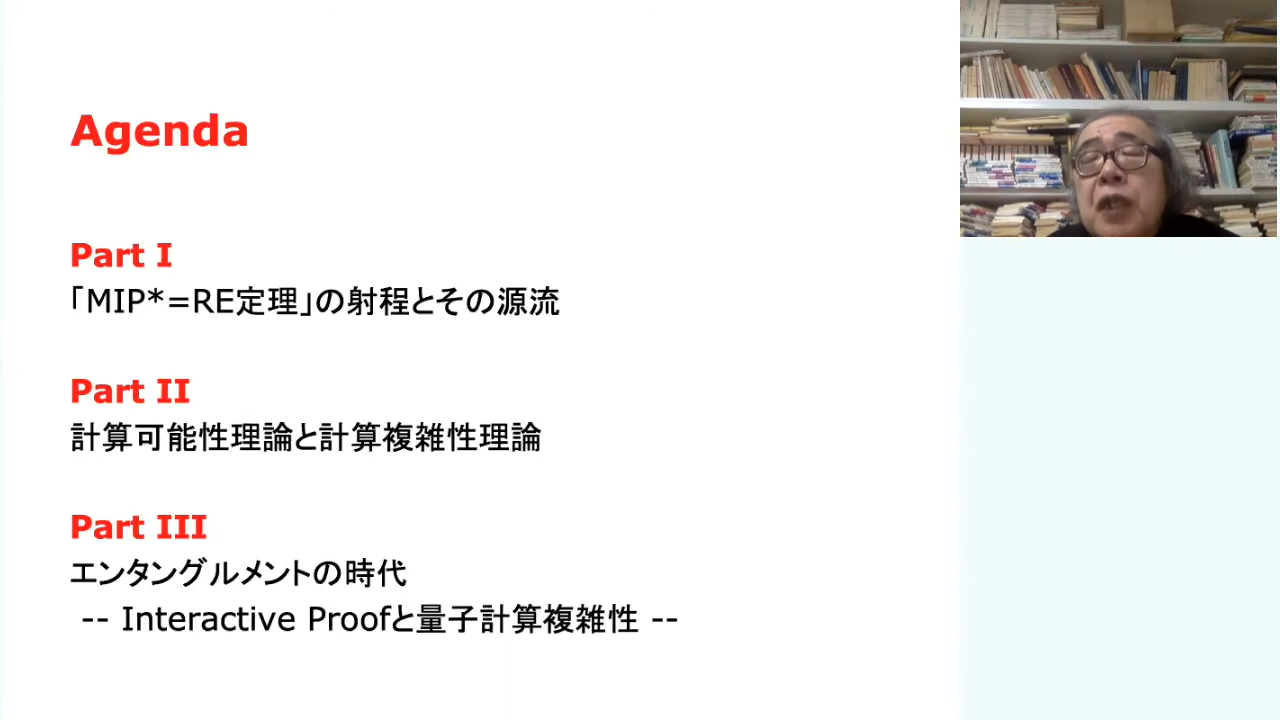 Agenda
Part I
「MIP*=RE定理」の射程とその源流
Part II
計算可能性理論と計算複雑性理論
Part III
エンタングルメントの時代
-- Interactive Proofと量子計算複雑性 --